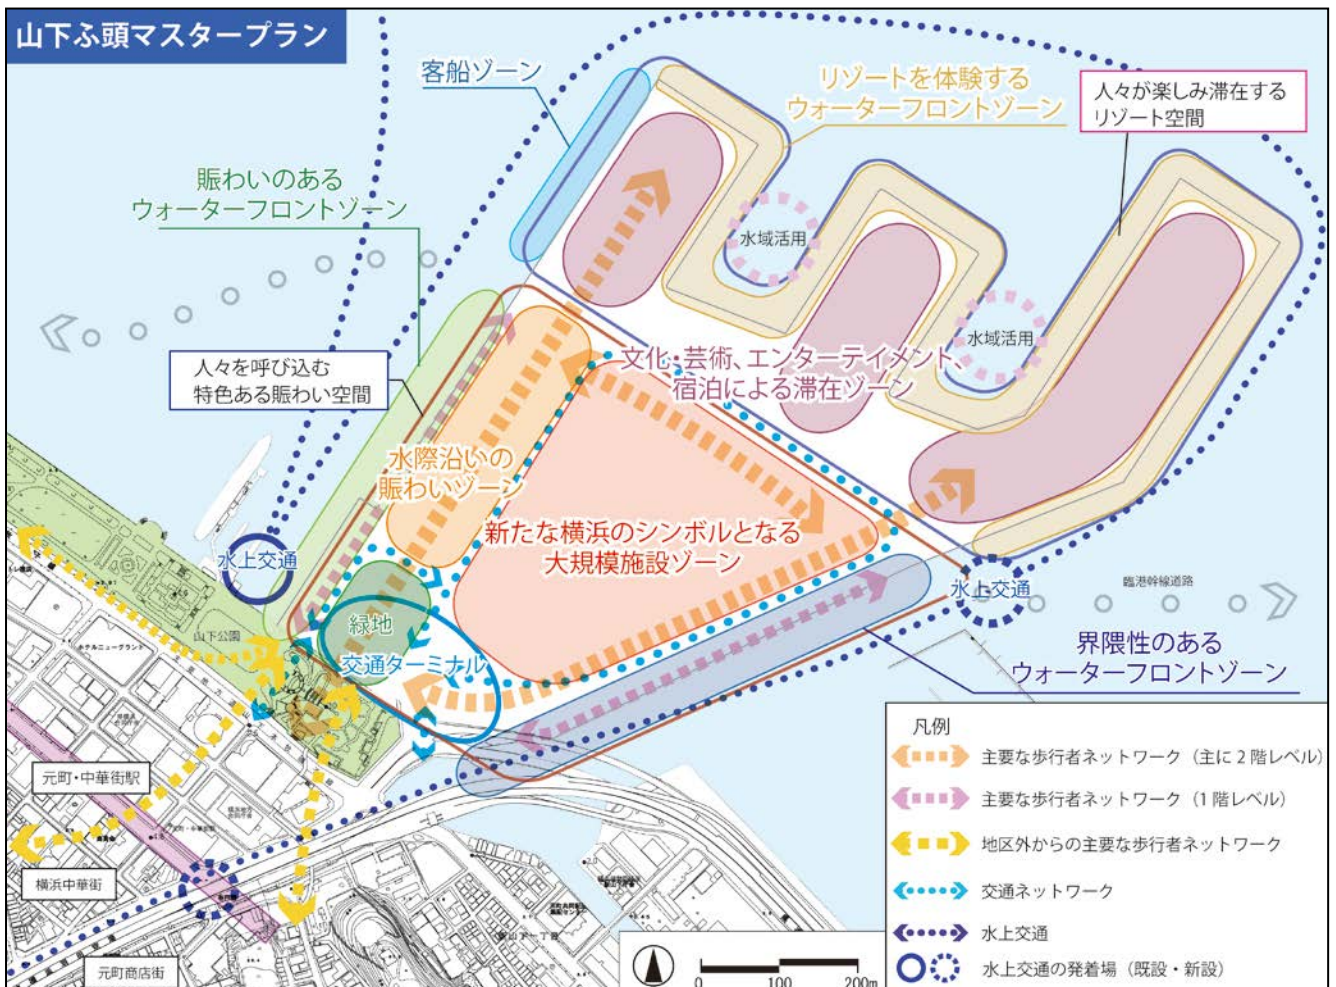 山下ふ頭マスタープラン
客船ゾーン
リゾートを体験する
ウォーターフロントゾーン
人々が楽しみ滞在する
リゾート空間
賑わいのある
ウォーターフロントゾーン
水域活用
水域活用
人々を呼び込む
特色ある賑わい空間
文化・芸術、エンターテイメント、
宿泊による滞在ゾーン
水際沿いの
賑わいゾーン
新たな横浜のシンボルとなる
大規模施設ゾーン
水上交通
水上交通
臨港幹線道路
緑地
山下公園
ホテルニューグランド
交通ターミナル
界隈性のある
ウォーターフロントゾーン
元町・中華街駅
横浜中華街
元町商店街
凡例
主要な歩行者ネットワーク（主に2階レベル）
主要な歩行者ネットワーク（1階レベル）
地区外からの主要な歩行者ネットワーク
交通ネットワーク
水上交通
水上交通の発着場（既設・新設）
0 100 200m